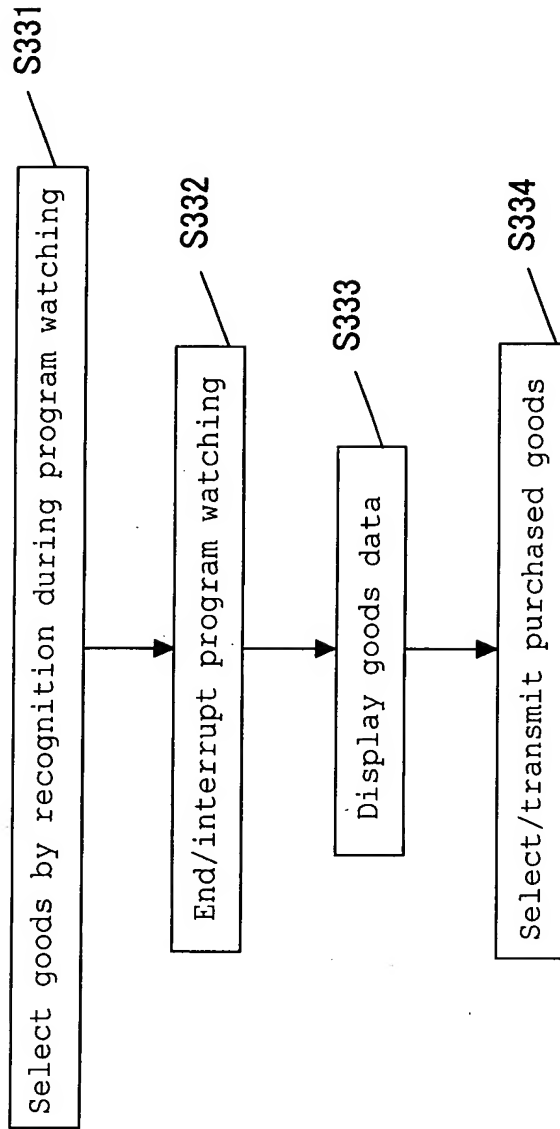 Select goods by recognition during program watching
S331
End/interrupt program watching
S332
Display goods data
S333
Select/transmit purchased goods
S334